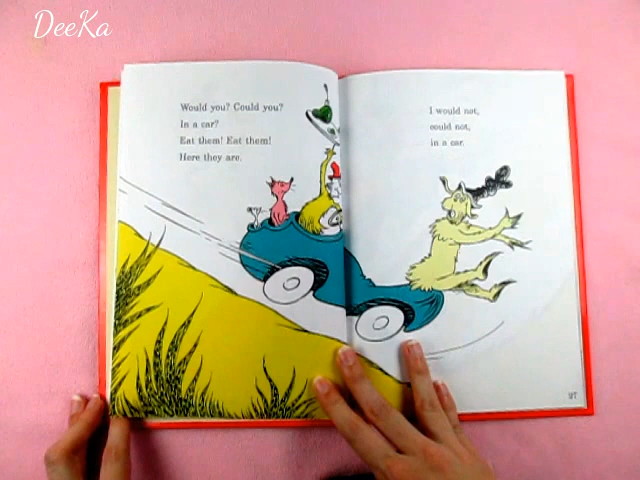 DeeKa
Would you? Could you?
In a car?
Eat them! Eat them!
Here they are.
I would not,
could not,
in a car.
27